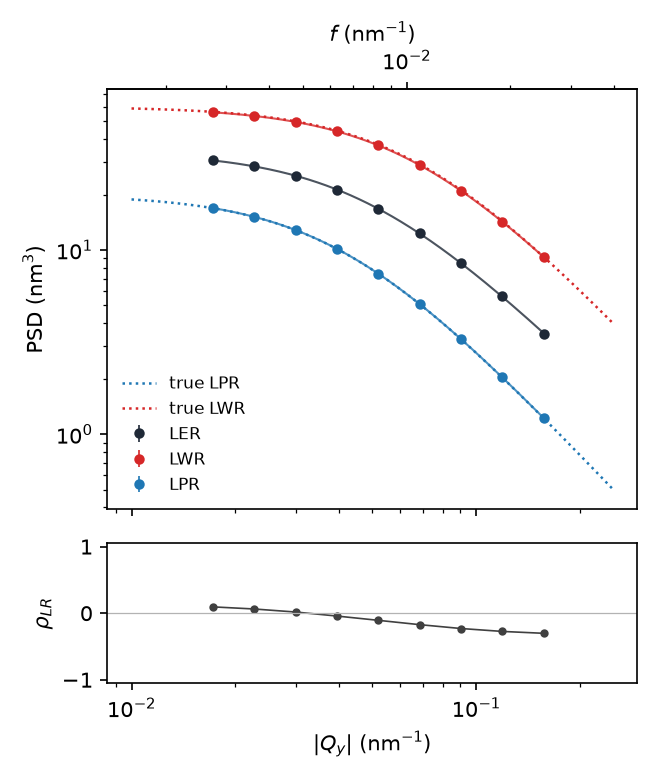 f (nm⁻¹)
10⁻²
PSD (nm³)
10¹
10⁰
true LPR
true LWR
LER
LWR
LPR
ρ_LR
1
0
−1
10⁻² 10⁻¹
|Q_y| (nm⁻¹)